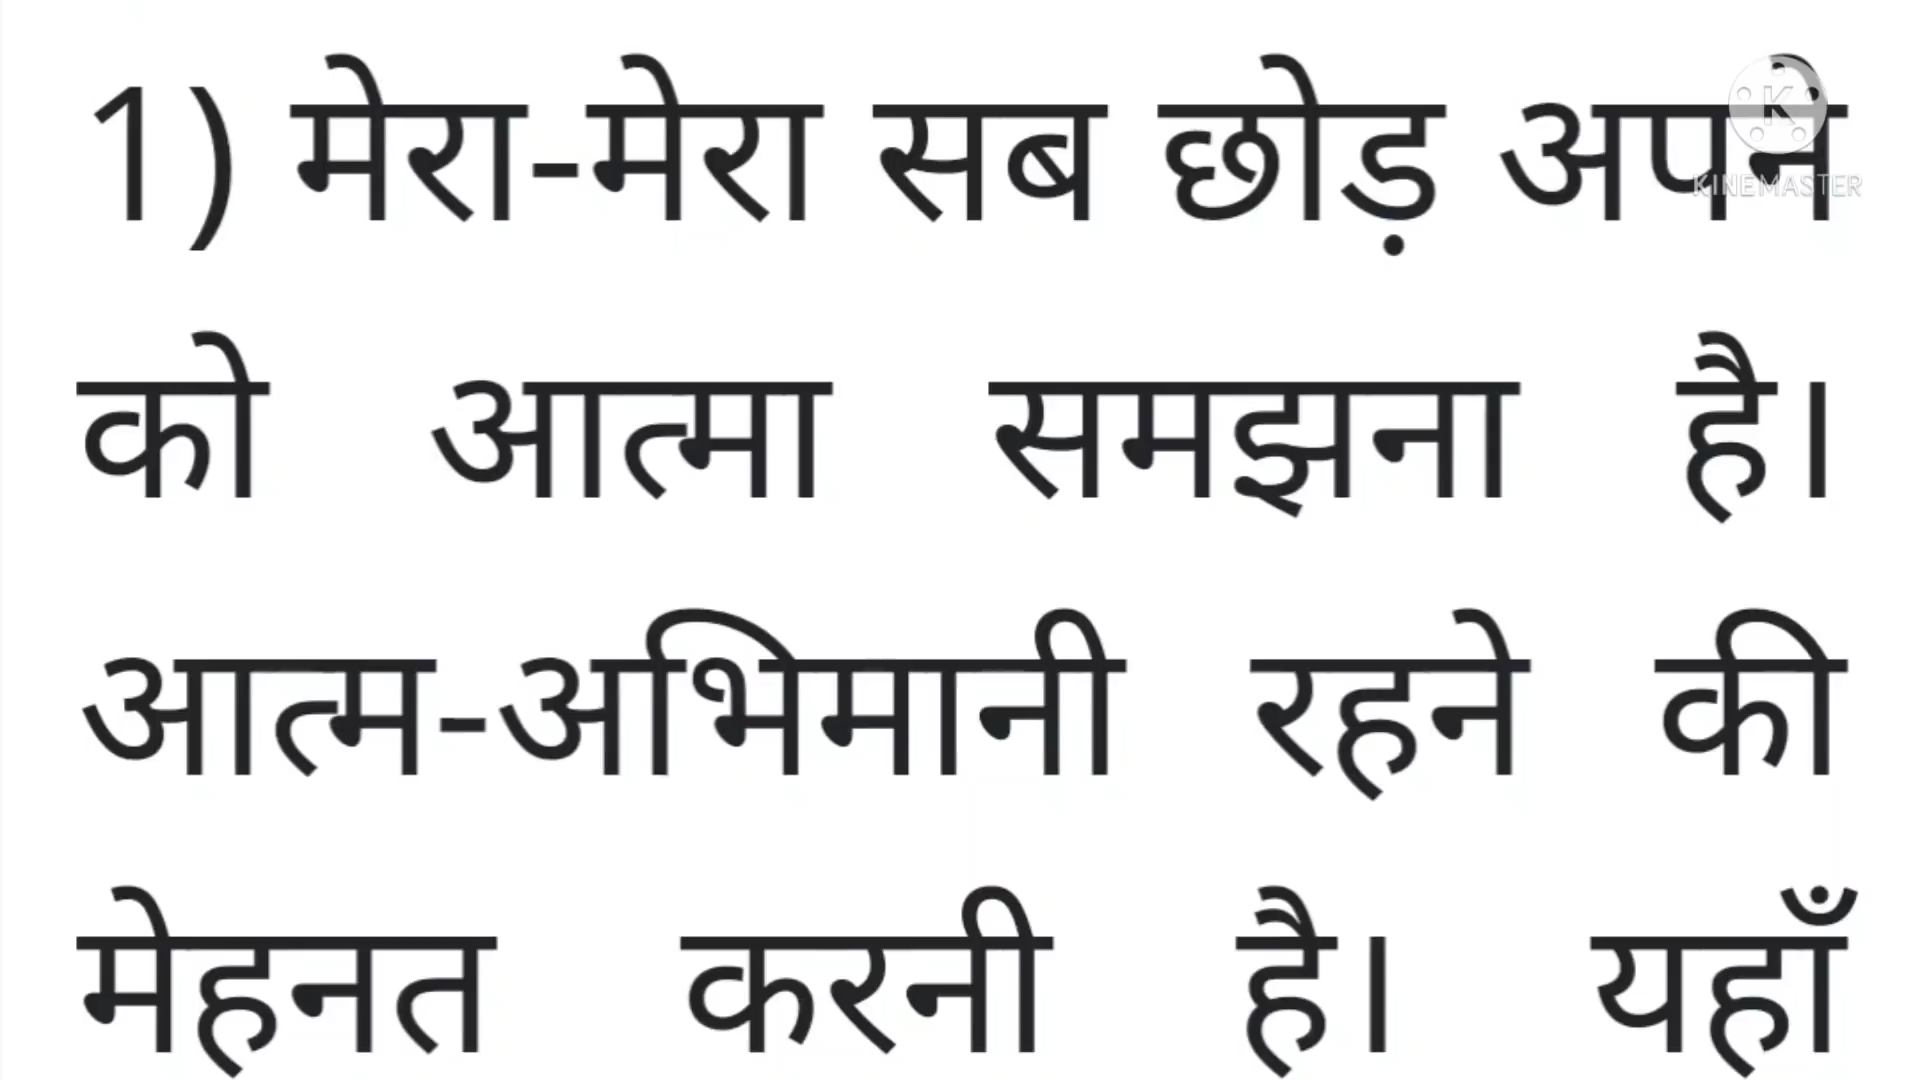 1) मेरा-मेरा सब छोड़ अपने
KINEMASTER
को आत्मा समझना है।
आत्म-अभिमानी रहने की
मेहनत करनी है। यहाँ